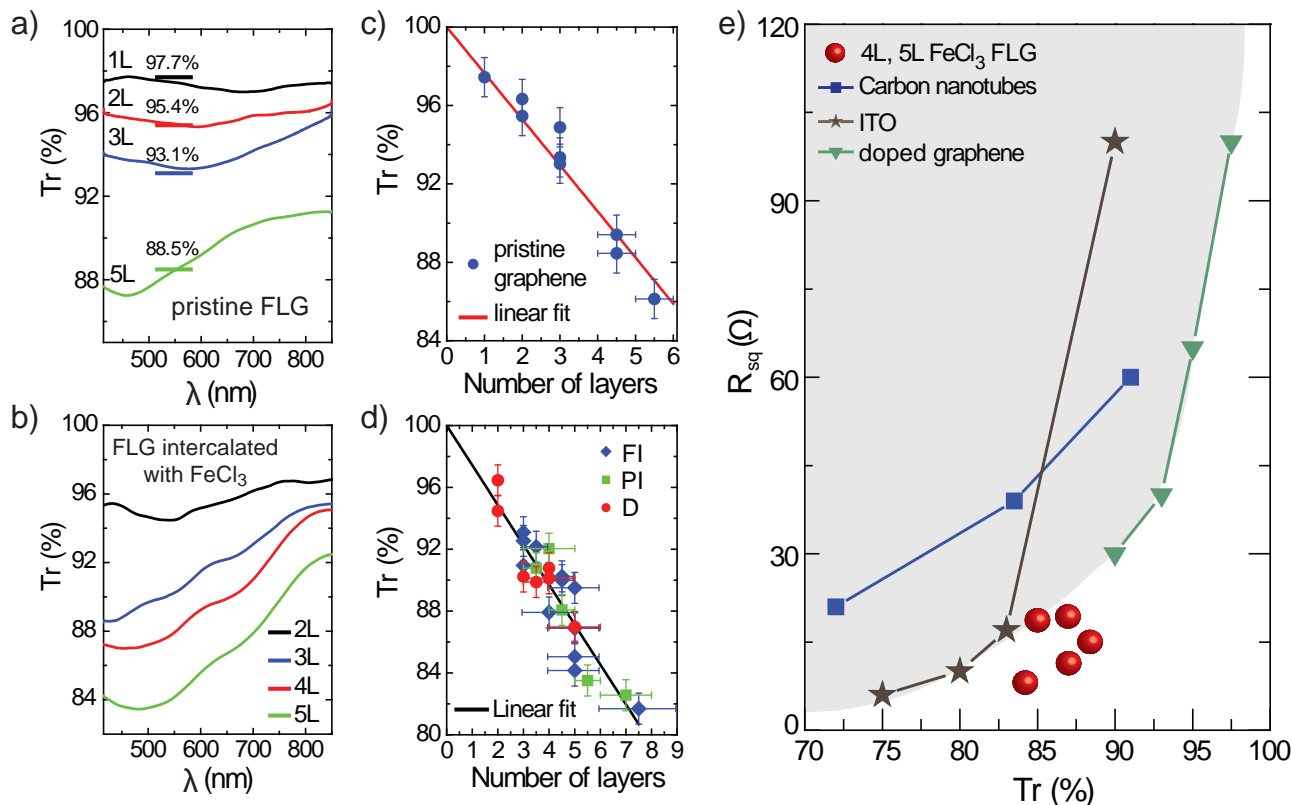 a)
100
96
92
88
Tr (%)
1L
97.7%
2L
95.4%
3L
93.1%
5L
88.5%
pristine FLG
500 600 700 800
λ (nm)
b)
100
96
92
88
84
Tr (%)
FLG intercalated
with FeCl3
2L
3L
4L
5L
500 600 700 800
λ (nm)
c)
100
96
92
88
84
Tr (%)
pristine
graphene
linear fit
0 1 2 3 4 5 6
Number of layers
d)
100
96
92
88
84
80
Tr (%)
FI
PI
D
Linear fit
0 1 2 3 4 5 6 7 8 9
Number of layers
e)
120
90
60
30
0
Rsq (Ω)
4L, 5L FeCl3 FLG
Carbon nanotubes
ITO
doped graphene
70 75 80 85 90 95 100
Tr (%)